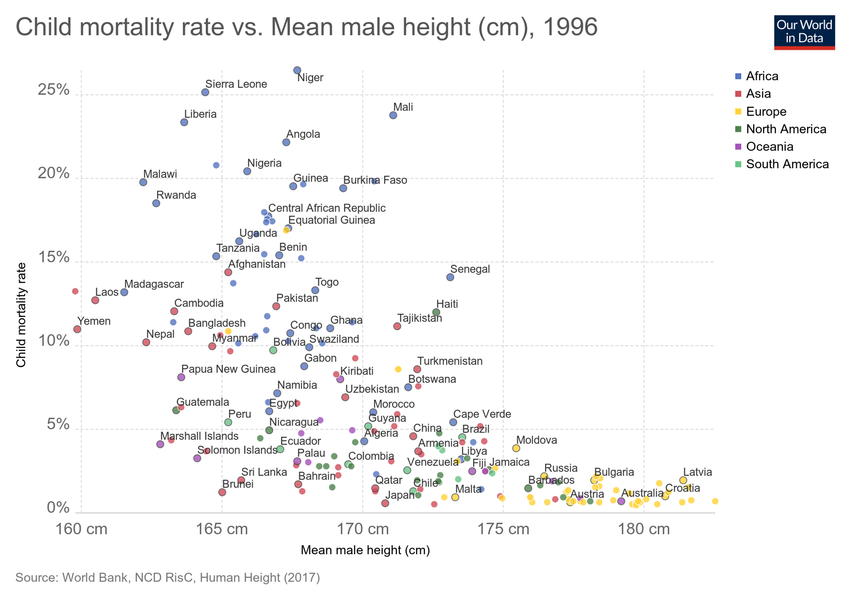 Child mortality rate vs. Mean male height (cm), 1996
Our World
in Data
Africa
Asia
Europe
North America
Oceania
South America
Child mortality rate
25%
20%
15%
10%
5%
0%
Niger
Sierra Leone
Mali
Liberia
Angola
Nigeria
Malawi
Guinea
Burkina Faso
Rwanda
Central African Republic
Equatorial Guinea
Uganda
Tanzania
Benin
Afghanistan
Senegal
Madagascar
Togo
Laos
Pakistan
Cambodia
Haiti
Yemen
Bangladesh
Congo
Ghana
Tajikistan
Nepal
Myanmar
Bolivia
Swaziland
Gabon
Turkmenistan
Papua New Guinea
Kiribati
Botswana
Namibia
Uzbekistan
Guatemala
Egypt
Morocco
Peru
Nicaragua
Guyana
Cape Verde
Marshall Islands
Ecuador
Algeria
China
Brazil
Solomon Islands
Palau
Colombia
Armenia
Libya
Moldova
Venezuela
Fiji
Jamaica
Sri Lanka
Bahrain
Russia
Bulgaria
Latvia
Brunei
Qatar
Chile
Barbados
Japan
Malta
Austria
Australia
Croatia
160 cm
165 cm
170 cm
175 cm
180 cm
Mean male height (cm)
Source: World Bank, NCD RisC, Human Height (2017)